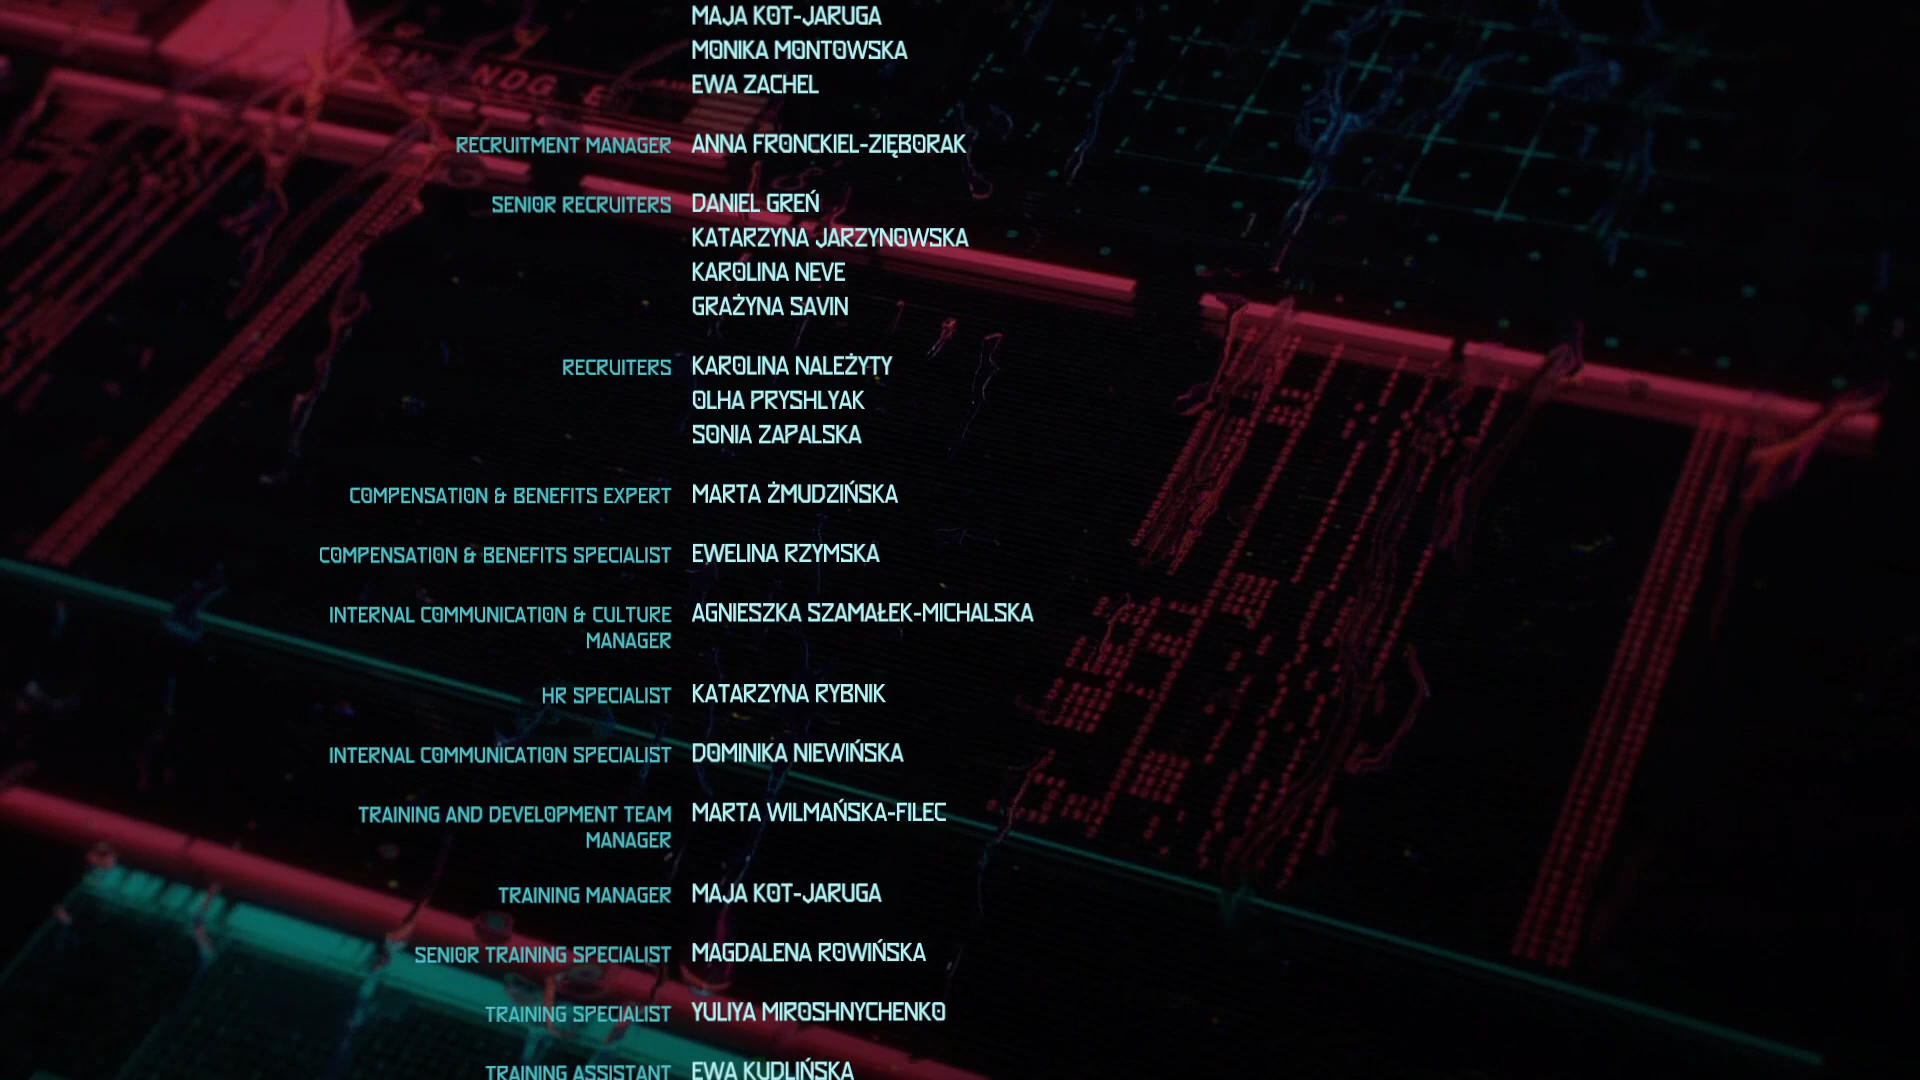 MAJA KOT-JARUGA
MONIKA MONTOWSKA
EWA ZACHEL
RECRUITMENT MANAGER ANNA FRONCKIEL-ZIĘBORAK
SENIOR RECRUITERS DANIEL GREŃ
KATARZYNA JARZYNOWSKA
KAROLINA NEVE
GRAŻYNA SAVIN
RECRUITERS KAROLINA NALEŻYTY
OLHA PRYSHLYAK
SONIA ZAPALSKA
COMPENSATION & BENEFITS EXPERT MARTA ŻMUDZIŃSKA
COMPENSATION & BENEFITS SPECIALIST EWELINA RZYMSKA
INTERNAL COMMUNICATION & CULTURE AGNIESZKA SZAMAŁEK-MICHALSKA
MANAGER
HR SPECIALIST KATARZYNA RYBNIK
INTERNAL COMMUNICATION SPECIALIST DOMINIKA NIEWIŃSKA
TRAINING AND DEVELOPMENT TEAM MARTA WILMAŃSKA-FILEC
MANAGER
TRAINING MANAGER MAJA KOT-JARUGA
SENIOR TRAINING SPECIALIST MAGDALENA ROWIŃSKA
TRAINING SPECIALIST YULIYA MIROSHNYCHENKO
TRAINING ASSISTANT EWA KUDLIŃSKA